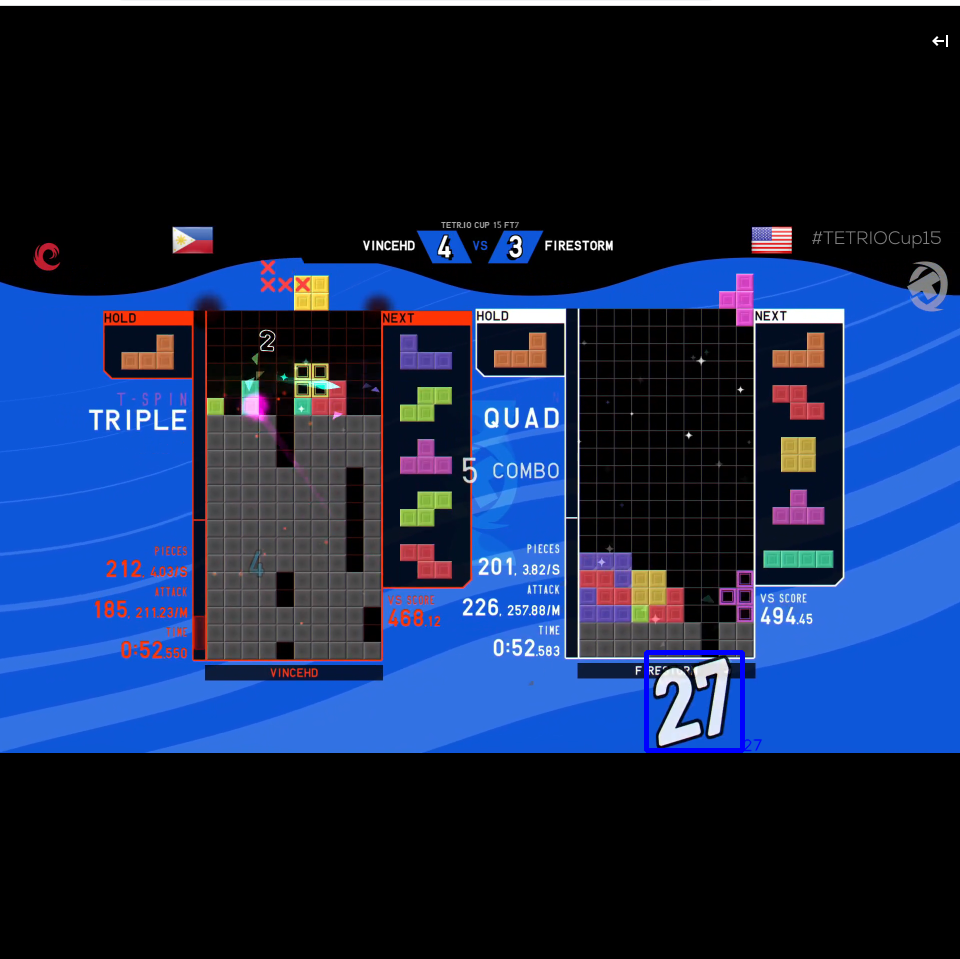 TETR.IO CUP 15 FT7
VINCEHD 4 VS 3 FIRESTORM
#TETRIOCup15
HOLD
NEXT
2
T-SPIN
TRIPLE
4
PIECES
212, 4.03/S
ATTACK
185, 211.23/M
TIME
0:52.550
VS SCORE
468.12
VINCEHD
HOLD
NEXT
QUAD
5 COMBO
PIECES
201, 3.82/S
ATTACK
226, 257.88/M
TIME
0:52.583
VS SCORE
494.45
27
27